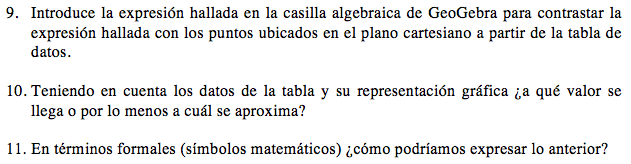 9. Introduce la expresión hallada en la casilla algebraica de GeoGebra para contrastar la
expresión hallada con los puntos ubicados en el plano cartesiano a partir de la tabla de
datos.
10. Teniendo en cuenta los datos de la tabla y su representación gráfica ¿a qué valor se
llega o por lo menos a cuál se aproxima?
11. En términos formales (símbolos matemáticos) ¿cómo podríamos expresar lo anterior?